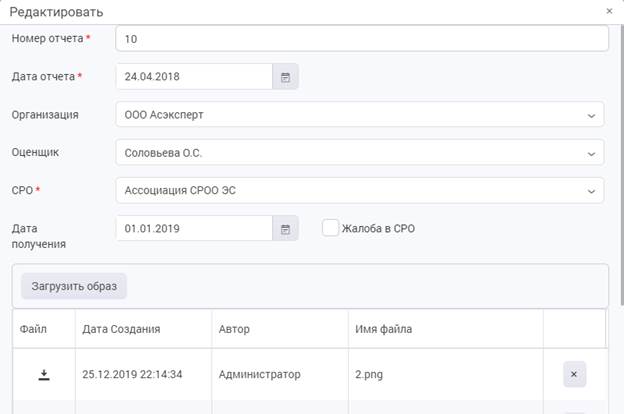 Редактировать ×
Номер отчета * 10
Дата отчета * 24.04.2018
Организация ООО Асэксперт
Оценщик Соловьева О.С.
СРО * Ассоциация СРОО ЭС
Дата получения 01.01.2019 Жалоба в СРО
Загрузить образ
Файл Дата Создания Автор Имя файла
25.12.2019 22:14:34 Администратор 2.png ×